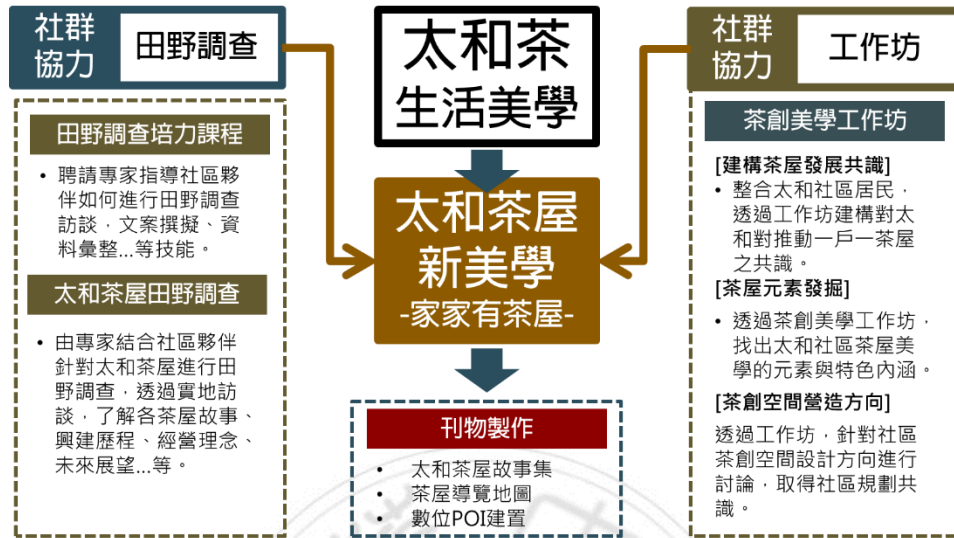 社群
協力
田野調查
田野調查培力課程
• 聘請專家指導社區夥
伴如何進行田野調查
訪談，文案撰擬、資
料彙整...等技能。
太和茶屋田野調查
• 由專家結合社區夥伴
針對太和茶屋進行田
野調查，透過實地訪
談，了解各茶屋故事、
興建歷程、經營理念、
未來展望...等。
太和茶
生活美學
太和茶屋
新美學
-家家有茶屋-
刊物製作
• 太和茶屋故事集
• 茶屋導覽地圖
• 數位POI建置
社群
協力
工作坊
茶創美學工作坊
[建構茶屋發展共識]
• 整合太和社區居民，
透過工作坊建構對太
和對推動一戶一茶屋
之共識。
[茶屋元素發掘]
• 透過茶創美學工作坊，
找出太和社區茶屋美
學的元素與特色內涵。
[茶創空間營造方向]
透過工作坊，針對社區
茶創空間設計方向進行
討論，取得社區規劃共
識。